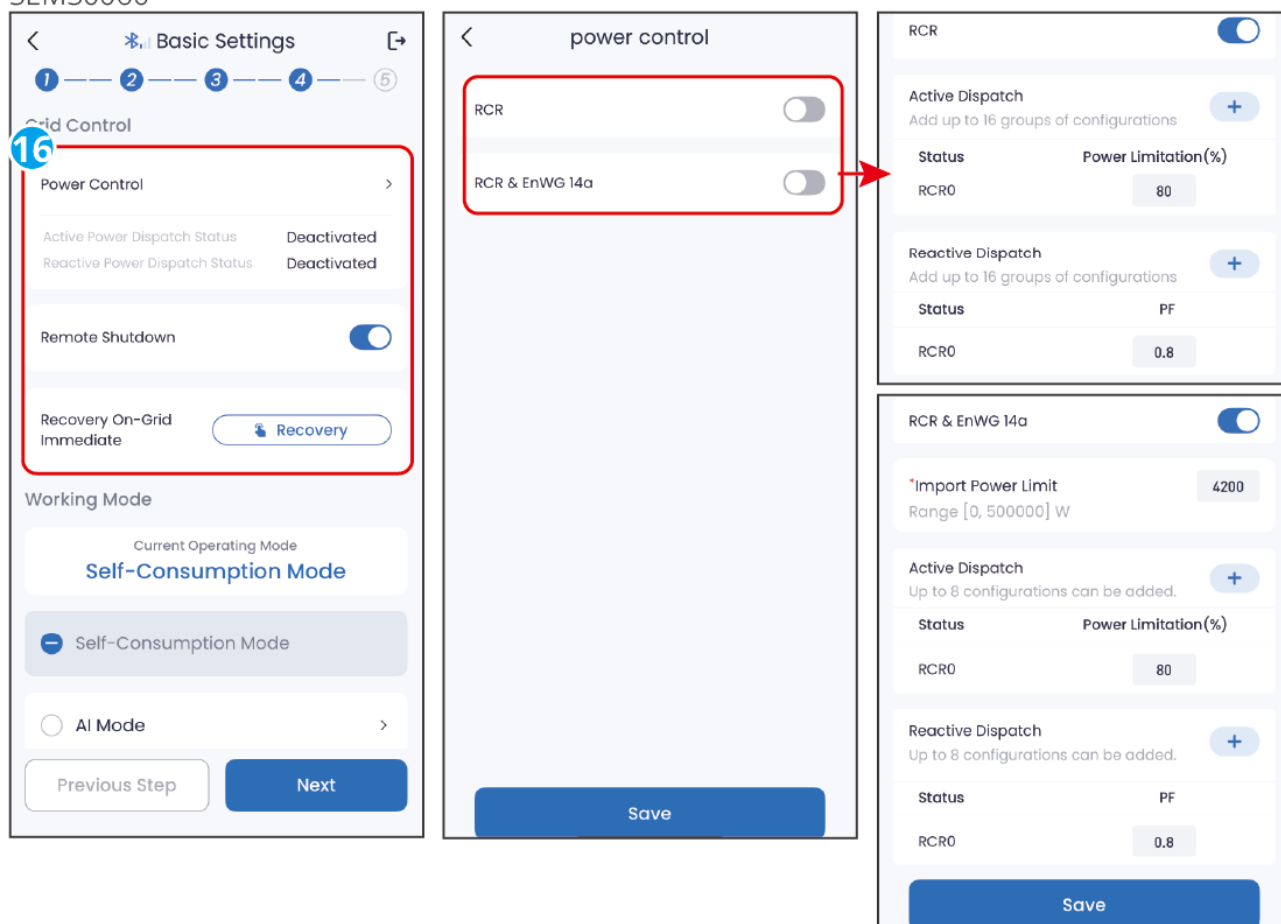 Basic Settings
1 2 3 4 5
Grid Control
16
Power Control
Active Power Dispatch Status Deactivated
Reactive Power Dispatch Status Deactivated
Remote Shutdown
Recovery On-Grid
Immediate
Recovery
Working Mode
Current Operating Mode
Self-Consumption Mode
Self-Consumption Mode
AI Mode
Previous Step Next
power control
RCR
RCR & EnWG 14a
Save
RCR
Active Dispatch
Add up to 16 groups of configurations
+
Status Power Limitation(%)
RCR0 80
Reactive Dispatch
Add up to 16 groups of configurations
+
Status PF
RCR0 0.8
RCR & EnWG 14a
*Import Power Limit 4200
Range [0, 500000] W
Active Dispatch
Up to 8 configurations can be added.
+
Status Power Limitation(%)
RCR0 80
Reactive Dispatch
Up to 8 configurations can be added.
+
Status PF
RCR0 0.8
Save